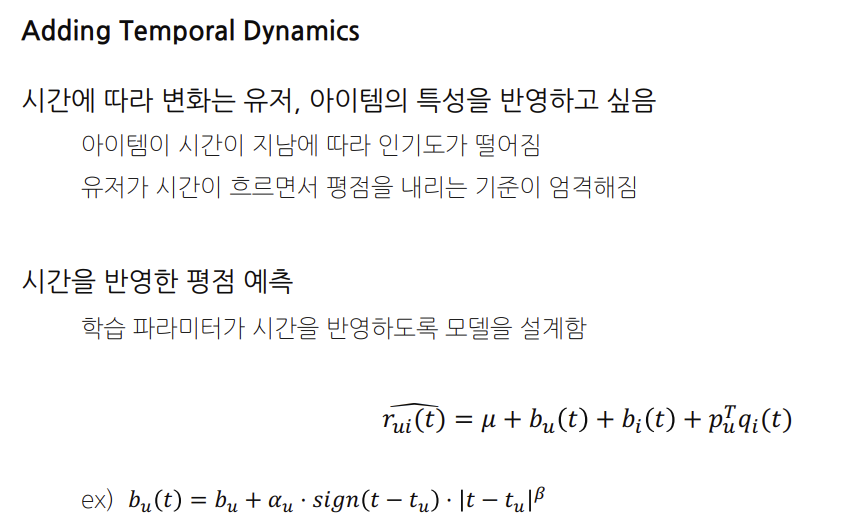 Adding Temporal Dynamics
시간에 따라 변화는 유저, 아이템의 특성을 반영하고 싶음
아이템이 시간이 지남에 따라 인기도가 떨어짐
유저가 시간이 흐르면서 평점을 내리는 기준이 엄격해짐
시간을 반영한 평점 예측
학습 파라미터가 시간을 반영하도록 모델을 설계함
$\widehat{r_{ui}(t)} = \mu + b_u(t) + b_i(t) + p_u^T q_i(t)$
ex) $b_u(t) = b_u + \alpha_u \cdot sign(t - t_u) \cdot |t - t_u|^\beta$